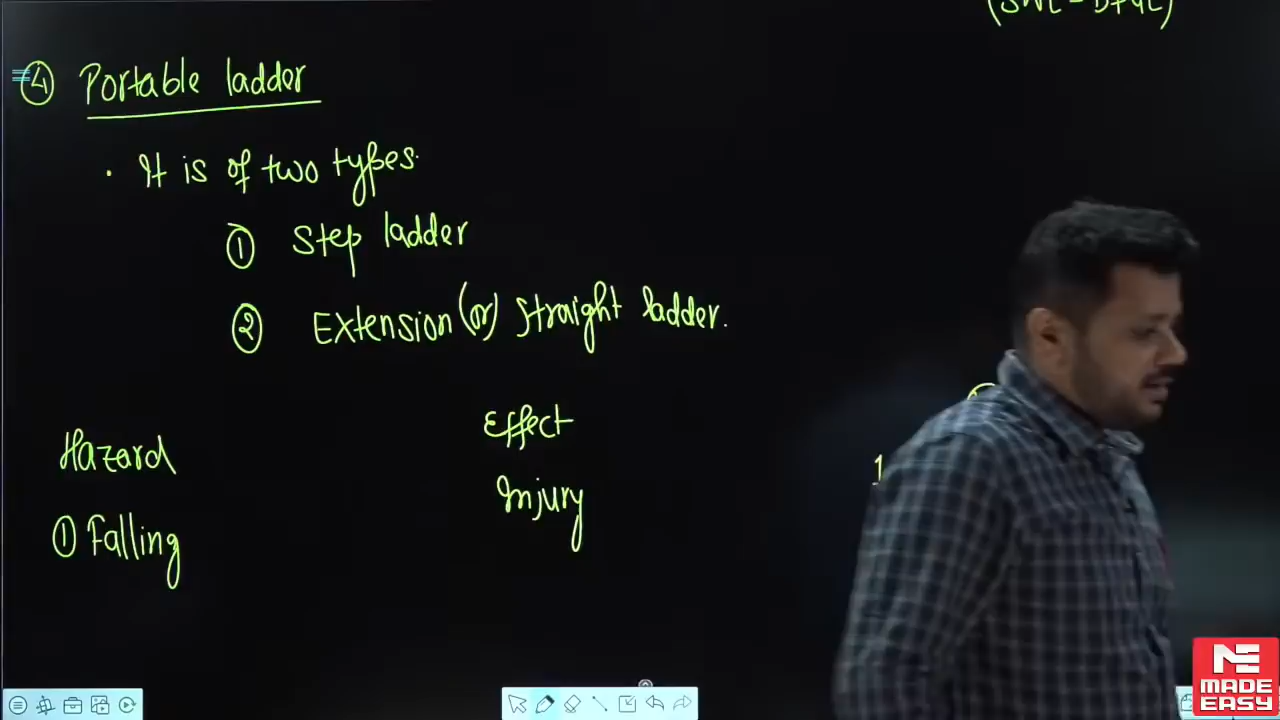 ④ Portable ladder
· It is of two types.
① Step ladder
② Extension (or) straight ladder.
Hazard
Effect
① Falling
Injury
MADE EASY